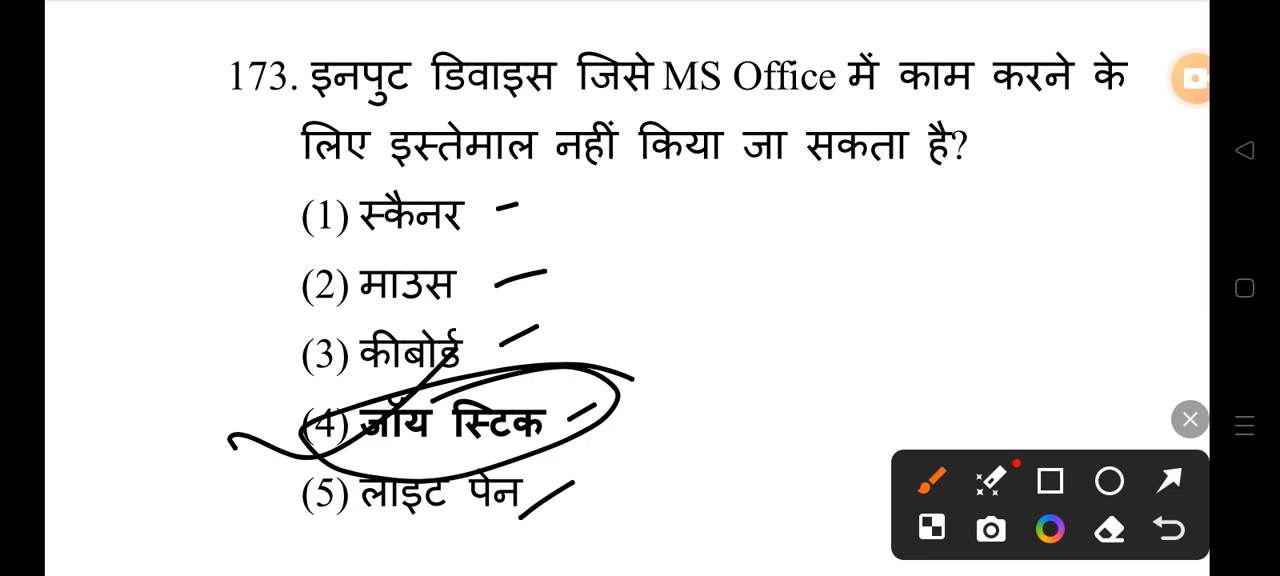 173. इनपुट डिवाइस जिसे MS Office में काम करने के
लिए इस्तेमाल नहीं किया जा सकता है?
(1) स्कैनर
(2) माउस
(3) कीबोर्ड
(4) जॉय स्टिक
(5) लाइट पेन